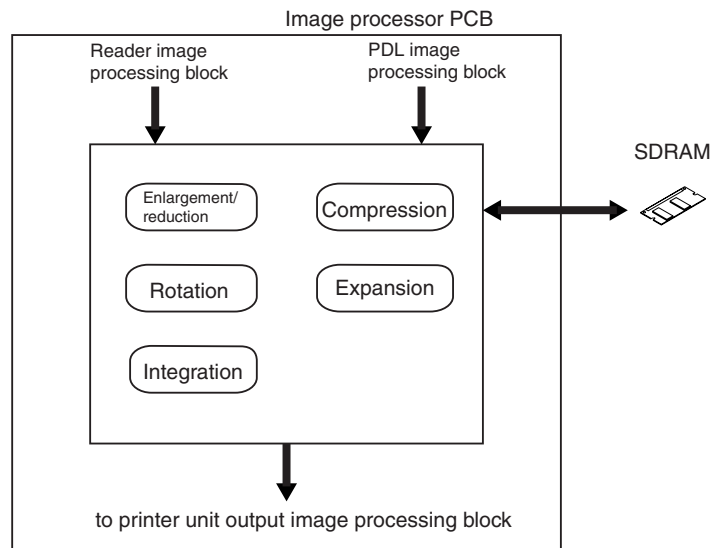 Image processor PCB
Reader image
processing block
PDL image
processing block
SDRAM
Enlargement/
reduction
Compression
Rotation
Expansion
Integration
to printer unit output image processing block